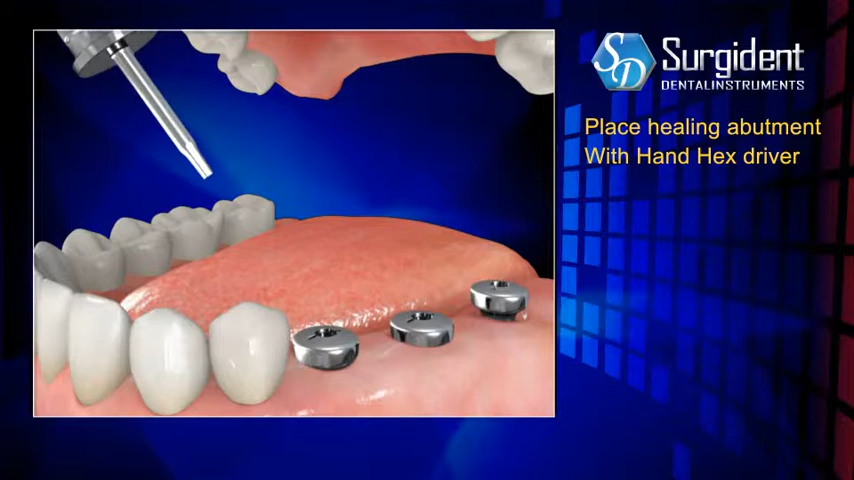 SD Surgident
DENTALINSTRUMENTS
Place healing abutment
With Hand Hex driver